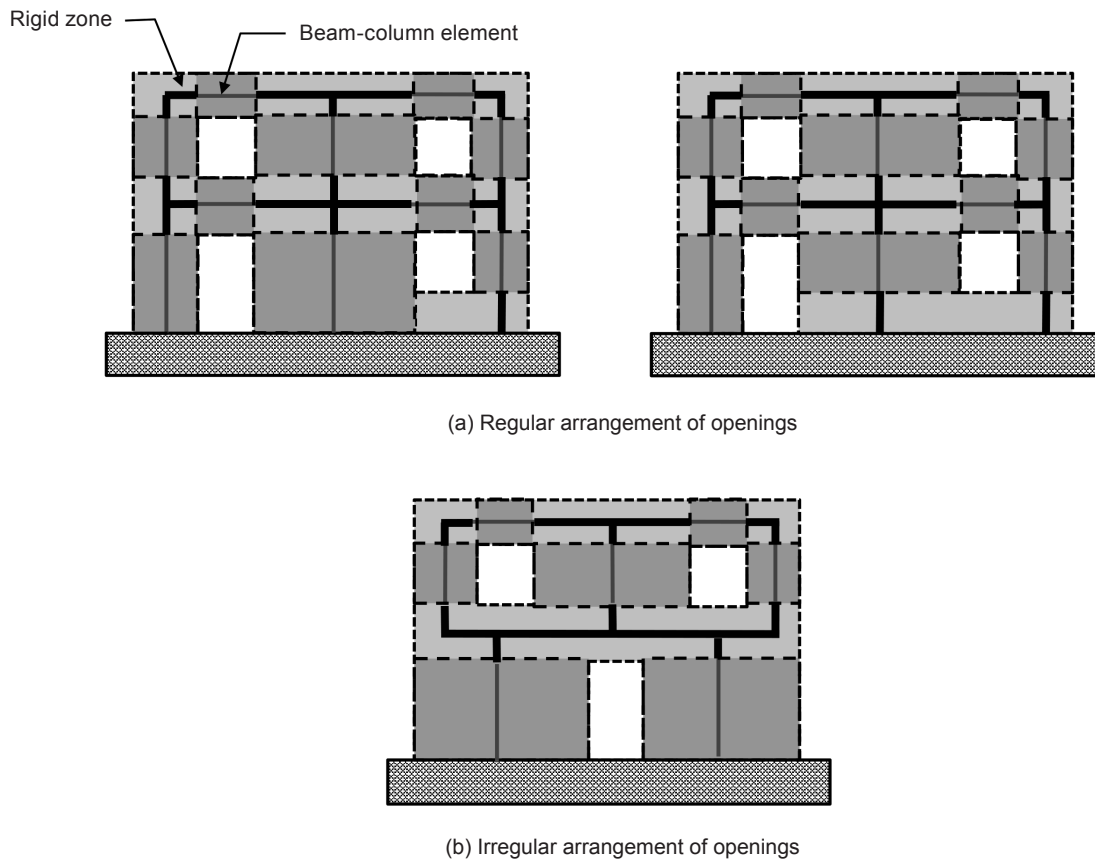 Rigid zone
Beam-column element
(a) Regular arrangement of openings
(b) Irregular arrangement of openings